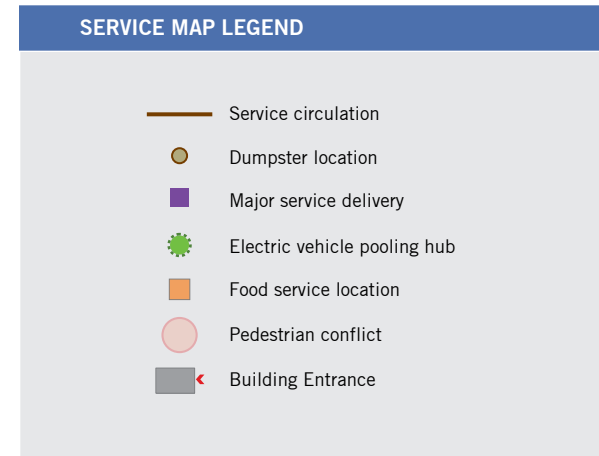 SERVICE MAP LEGEND
Service circulation
Dumpster location
Major service delivery
Electric vehicle pooling hub
Food service location
Pedestrian conflict
Building Entrance